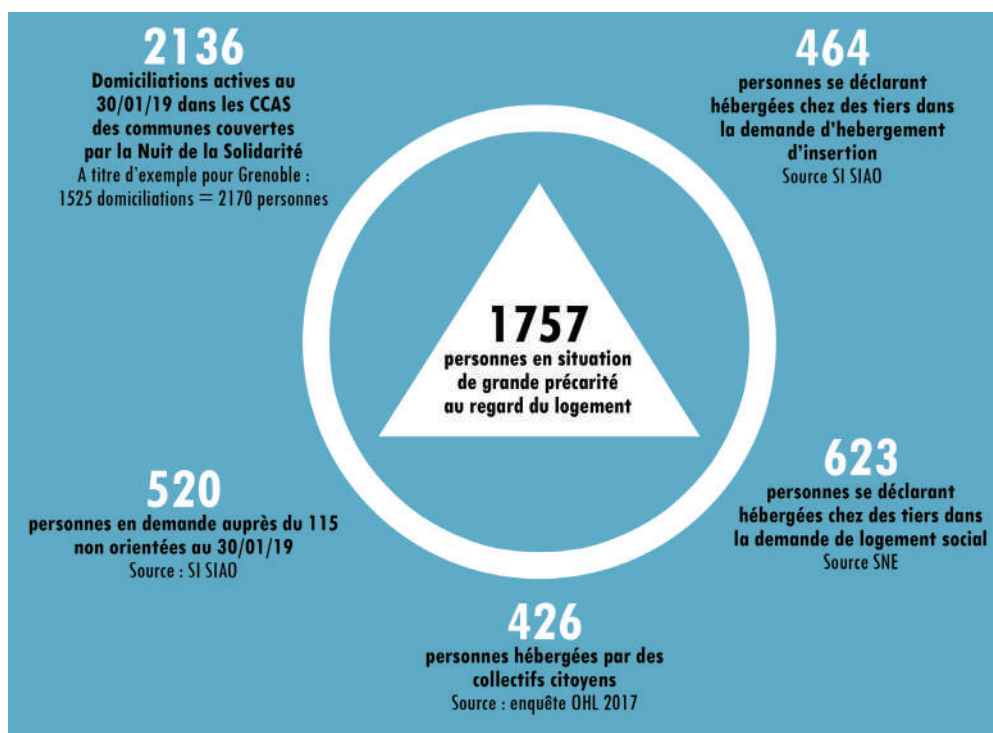 2136
Domiciliations actives au
30/01/19 dans les CCAS
des communes couvertes
par la Nuit de la Solidarité
A titre d'exemple pour Grenoble :
1525 domiciliations = 2170 personnes
464
personnes se déclarant
hébergées chez des tiers dans
la demande d'hebergement
d'insertion
Source SI SIAO
1757
personnes en situation
de grande précarité
au regard du logement
520
personnes en demande auprès du 115
non orientées au 30/01/19
Source : SI SIAO
623
personnes se déclarant
hébergées chez des tiers dans
la demande de logement social
Source SNE
426
personnes hébergées par des
collectifs citoyens
Source : enquête OHL 2017